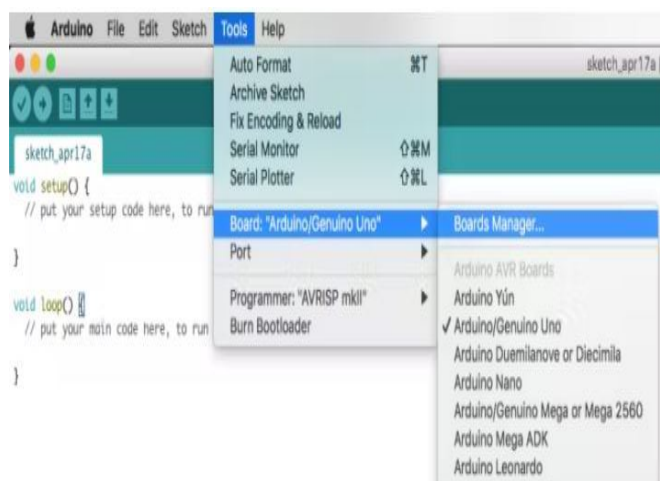 Arduino File Edit Sketch Tools Help
sketch_apr17a
Auto Format ⌘T
Archive Sketch
Fix Encoding & Reload
Serial Monitor ⇧⌘M
Serial Plotter ⇧⌘L
Board: "Arduino/Genuino Uno"
Port
Programmer: "AVRISP mkII"
Burn Bootloader
Boards Manager...
Arduino AVR Boards
Arduino Yún
✓ Arduino/Genuino Uno
Arduino Duemilanove or Diecimila
Arduino Nano
Arduino/Genuino Mega or Mega 2560
Arduino Mega ADK
Arduino Leonardo
sketch_apr17a
void setup() {
// put your setup code here, to run
}
void loop() {
// put your main code here, to run
}